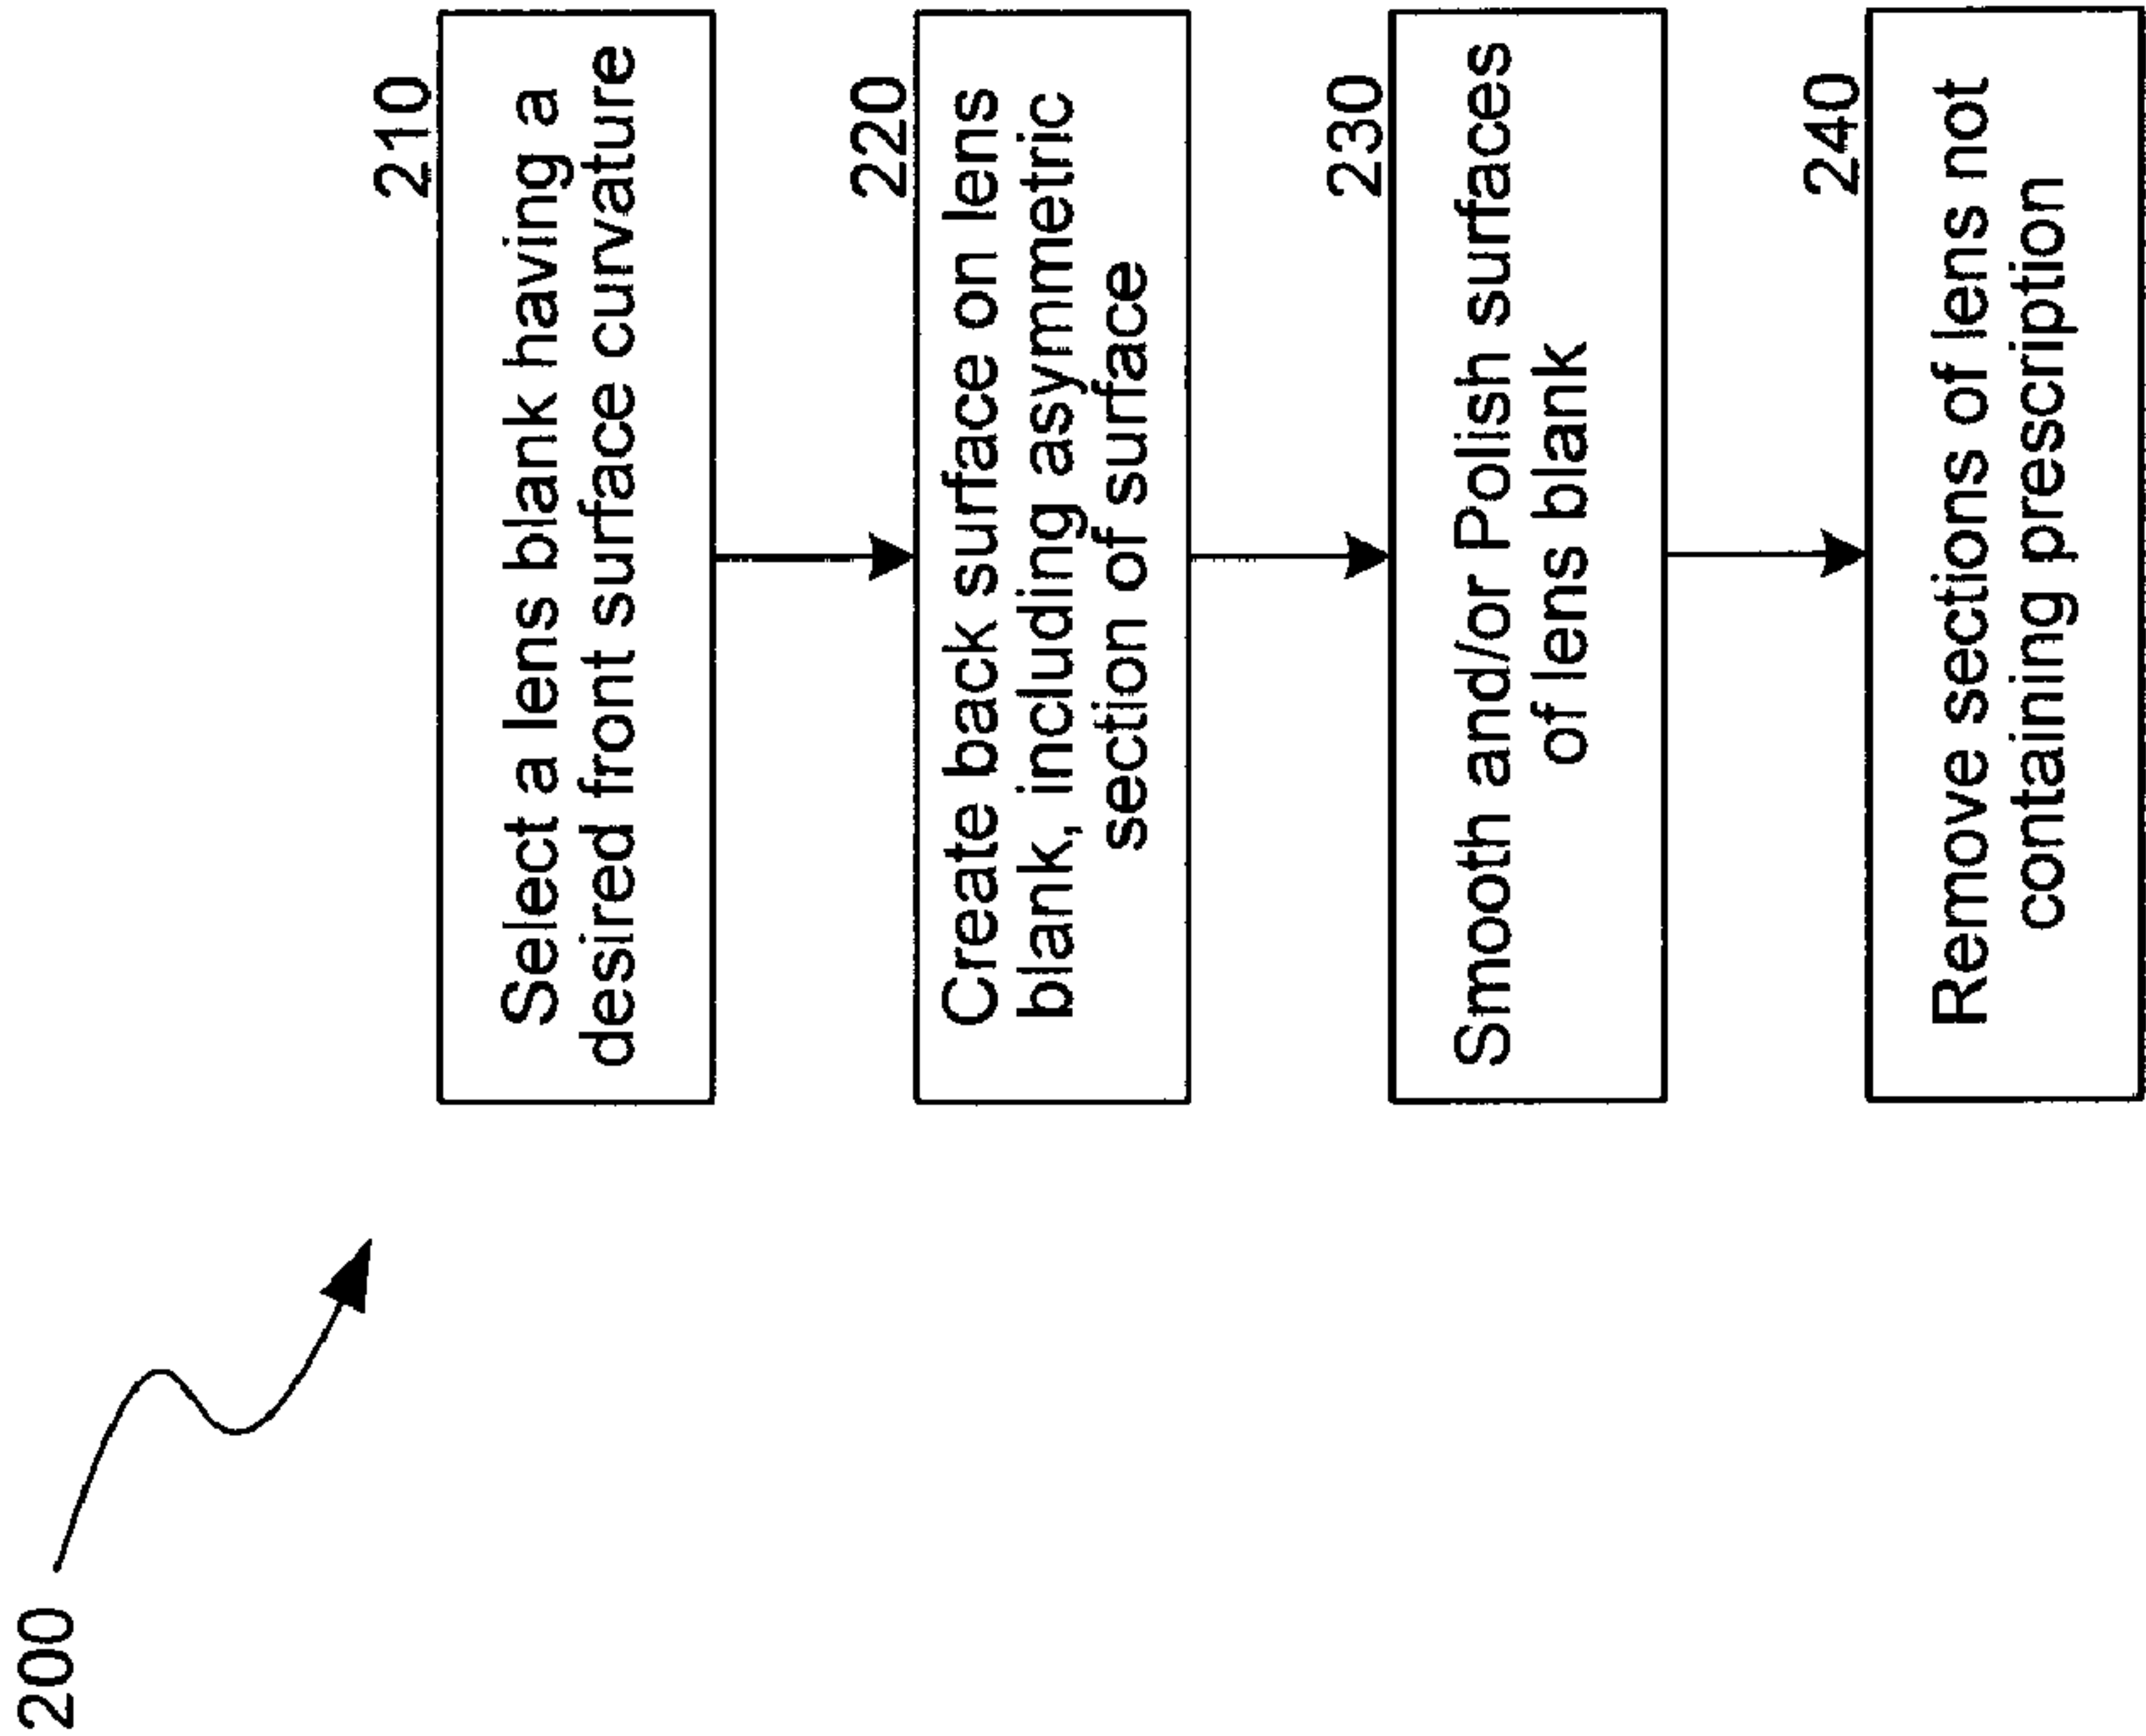 200
210
Select a lens blank having a
desired front surface curvature
220
Create back surface on lens
blank, including asymmetric
section of surface
230
Smooth and/or Polish surfaces
of lens blank
240
Remove sections of lens not
containing prescription